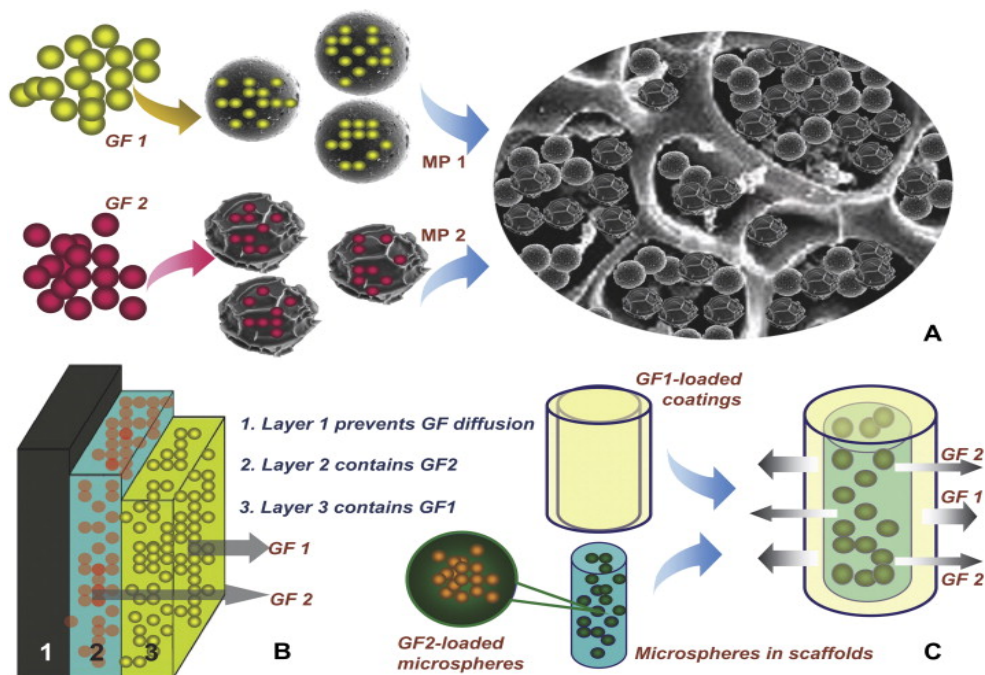 GF 1
MP 1
GF 2
MP 2
A
1. Layer 1 prevents GF diffusion
2. Layer 2 contains GF2
3. Layer 3 contains GF1
GF 1
GF 2
1
2
3
B
GF1-loaded
coatings
GF 2
GF 1
GF 2
GF2-loaded
microspheres
Microspheres in scaffolds
C